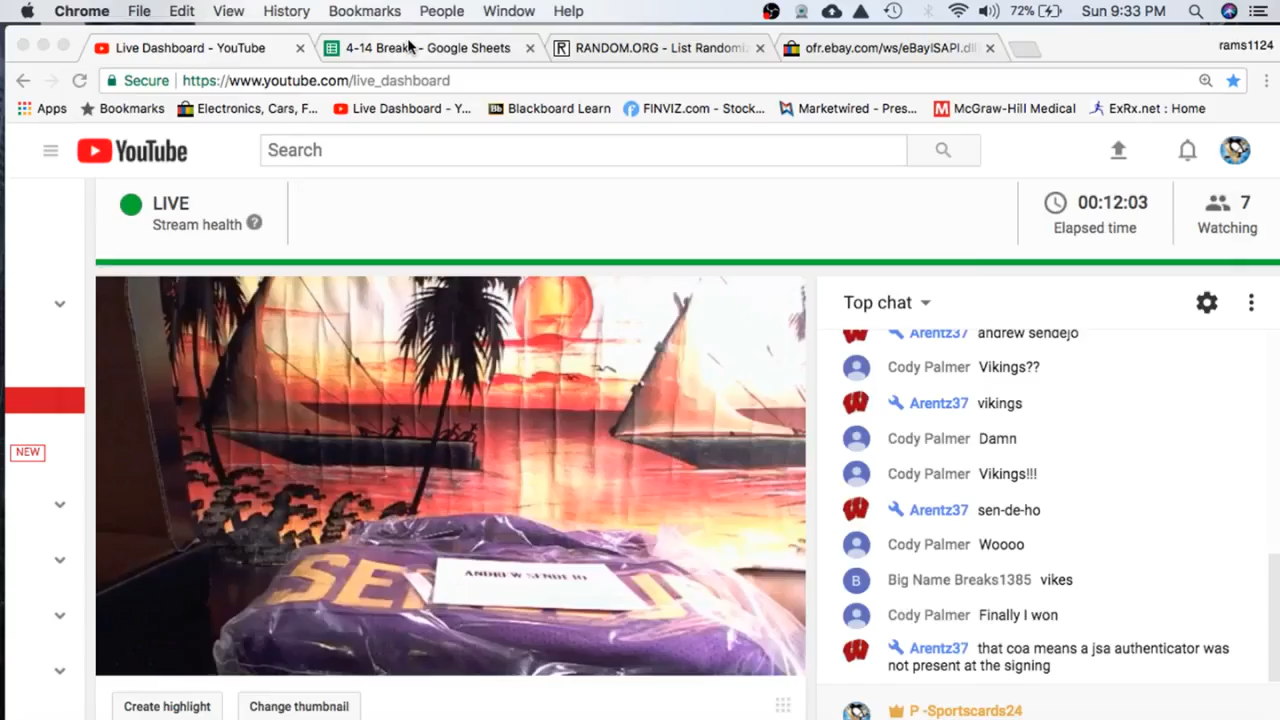 Chrome File Edit View History Bookmarks People Window Help 72% Sun 9:33 PM
Live Dashboard - YouTube 4-14 Breaks - Google Sheets RANDOM.ORG - List Randomiz ofr.ebay.com/ws/eBayISAPI.dll rams1124
Secure https://www.youtube.com/live_dashboard
Apps Bookmarks Electronics, Cars, F... Live Dashboard - Y... Bb Blackboard Learn FINVIZ.com - Stock... Marketwired - Pres... M McGraw-Hill Medical ExRx.net : Home
YouTube Search
LIVE
Stream health ?
00:12:03
Elapsed time
7
Watching
NEW
ANDREW SENDEJO
Top chat
Arentz37 andrew sendejo
Cody Palmer Vikings??
Arentz37 vikings
Cody Palmer Damn
Cody Palmer Vikings!!!
Arentz37 sen-de-ho
Cody Palmer Woooo
B Big Name Breaks1385 vikes
Cody Palmer Finally I won
Arentz37 that coa means a jsa authenticator was
not present at the signing
P -Sportscards24
Create highlight Change thumbnail